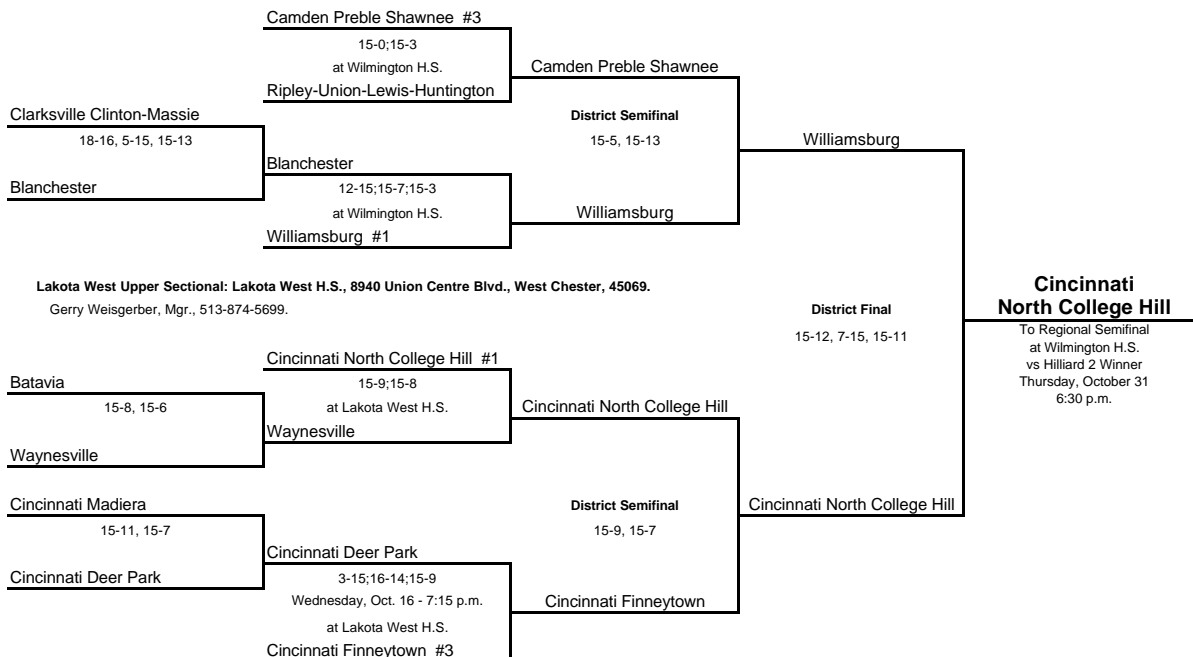 Camden Preble Shawnee #3
15-0;15-3
at Wilmington H.S.
Camden Preble Shawnee
Ripley-Union-Lewis-Huntington
Clarksville Clinton-Massie
District Semifinal
18-16, 5-15, 15-13
15-5, 15-13
Williamsburg
Blanchester
Blanchester
12-15;15-7;15-3
at Wilmington H.S.
Williamsburg
Williamsburg #1
Lakota West Upper Sectional: Lakota West H.S., 8940 Union Centre Blvd., West Chester, 45069.
Gerry Weisgerber, Mgr., 513-874-5699.
District Final
15-12, 7-15, 15-11
Cincinnati
North College Hill
To Regional Semifinal
at Wilmington H.S.
vs Hilliard 2 Winner
Thursday, October 31
6:30 p.m.
Cincinnati North College Hill #1
Batavia
15-9;15-8
15-8, 15-6
at Lakota West H.S.
Cincinnati North College Hill
Waynesville
Waynesville
Cincinnati Madiera
District Semifinal
Cincinnati North College Hill
15-11, 15-7
15-9, 15-7
Cincinnati Deer Park
Cincinnati Deer Park
3-15;16-14;15-9
Wednesday, Oct. 16 - 7:15 p.m.
Cincinnati Finneytown
at Lakota West H.S.
Cincinnati Finneytown #3